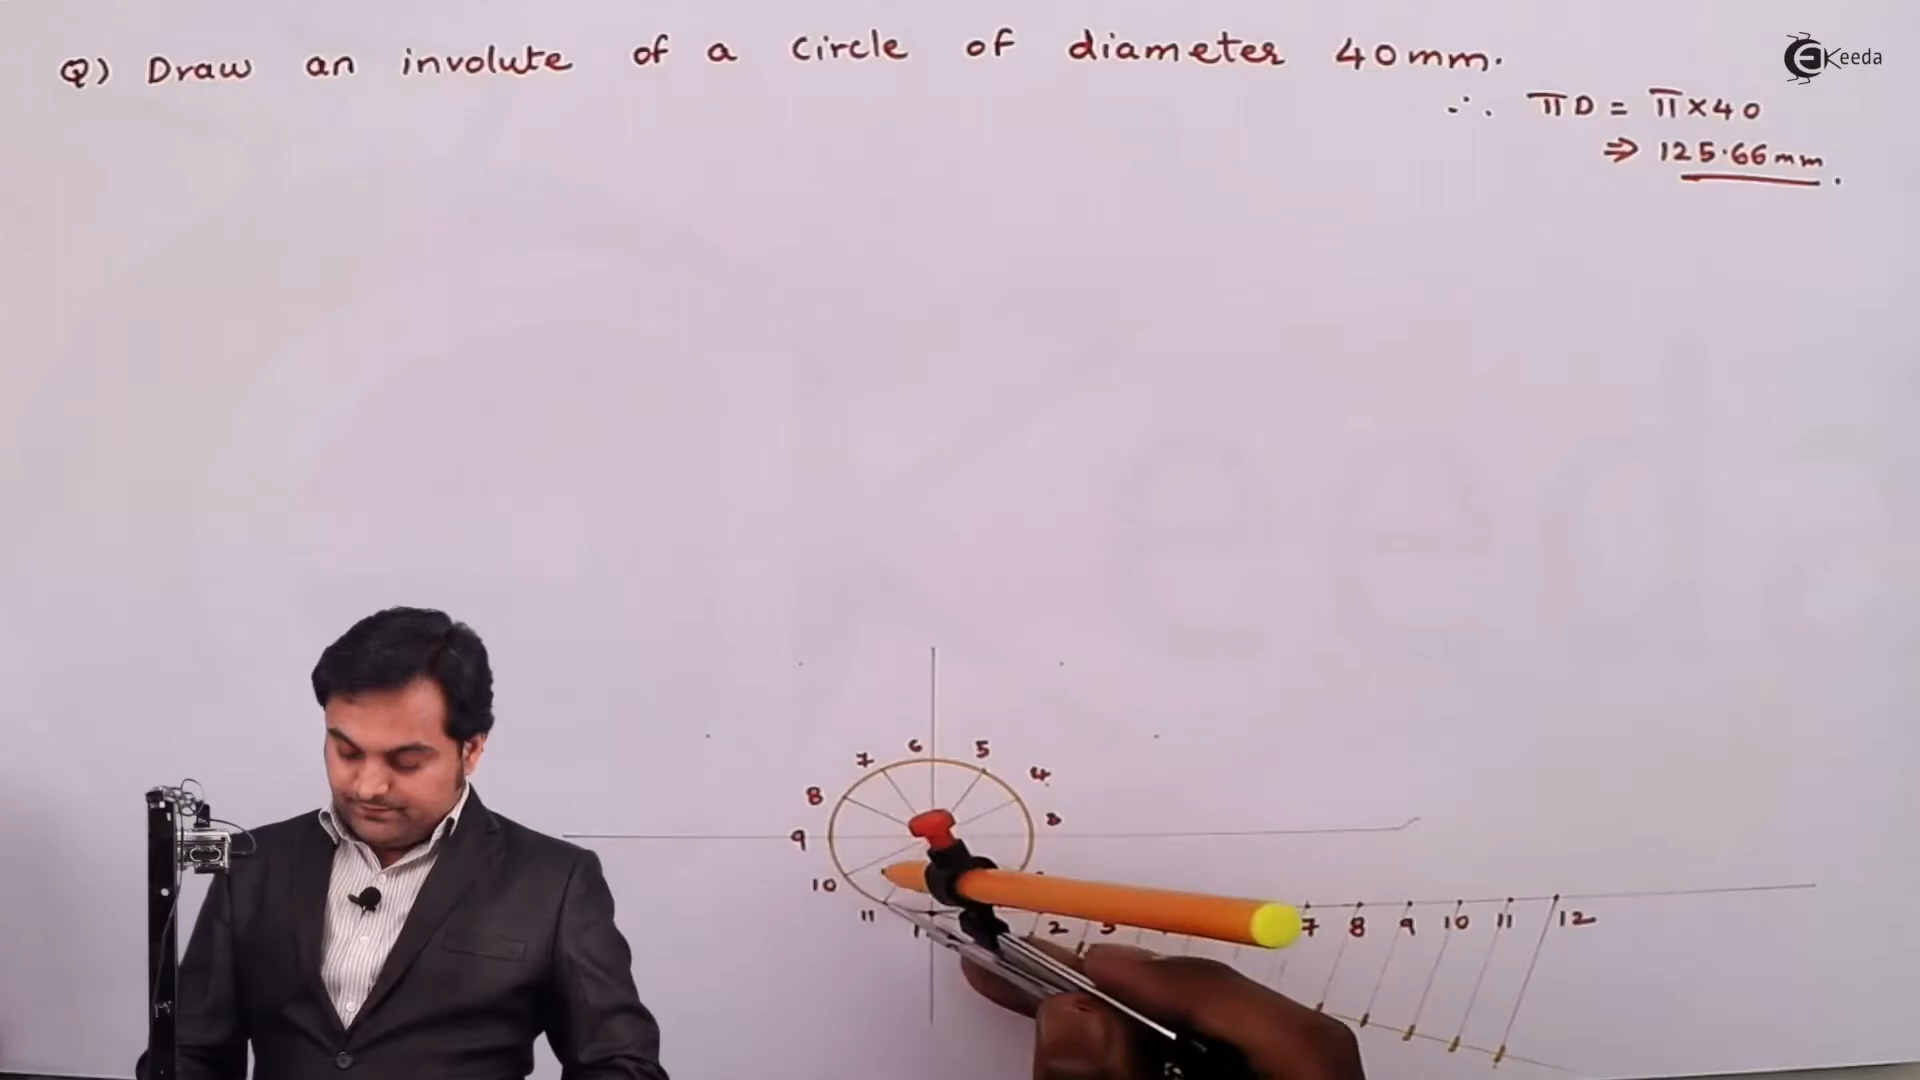 Q) Draw an involute of a circle of diameter 40mm.
EKeeda
∴ πD = π×40
⇒ 125.66mm.
Keeda
6 5
7 4
8
3
9
10
11
1 2 3 7 8 9 10 11 12